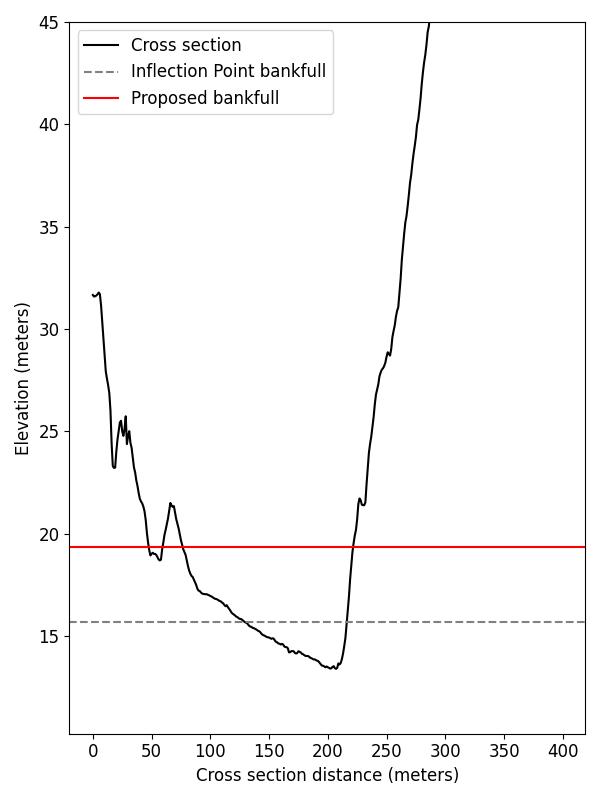 45
40
35
30
25
20
15
Elevation (meters)
Cross section
Inflection Point bankfull
Proposed bankfull
0 50 100 150 200 250 300 350 400
Cross section distance (meters)